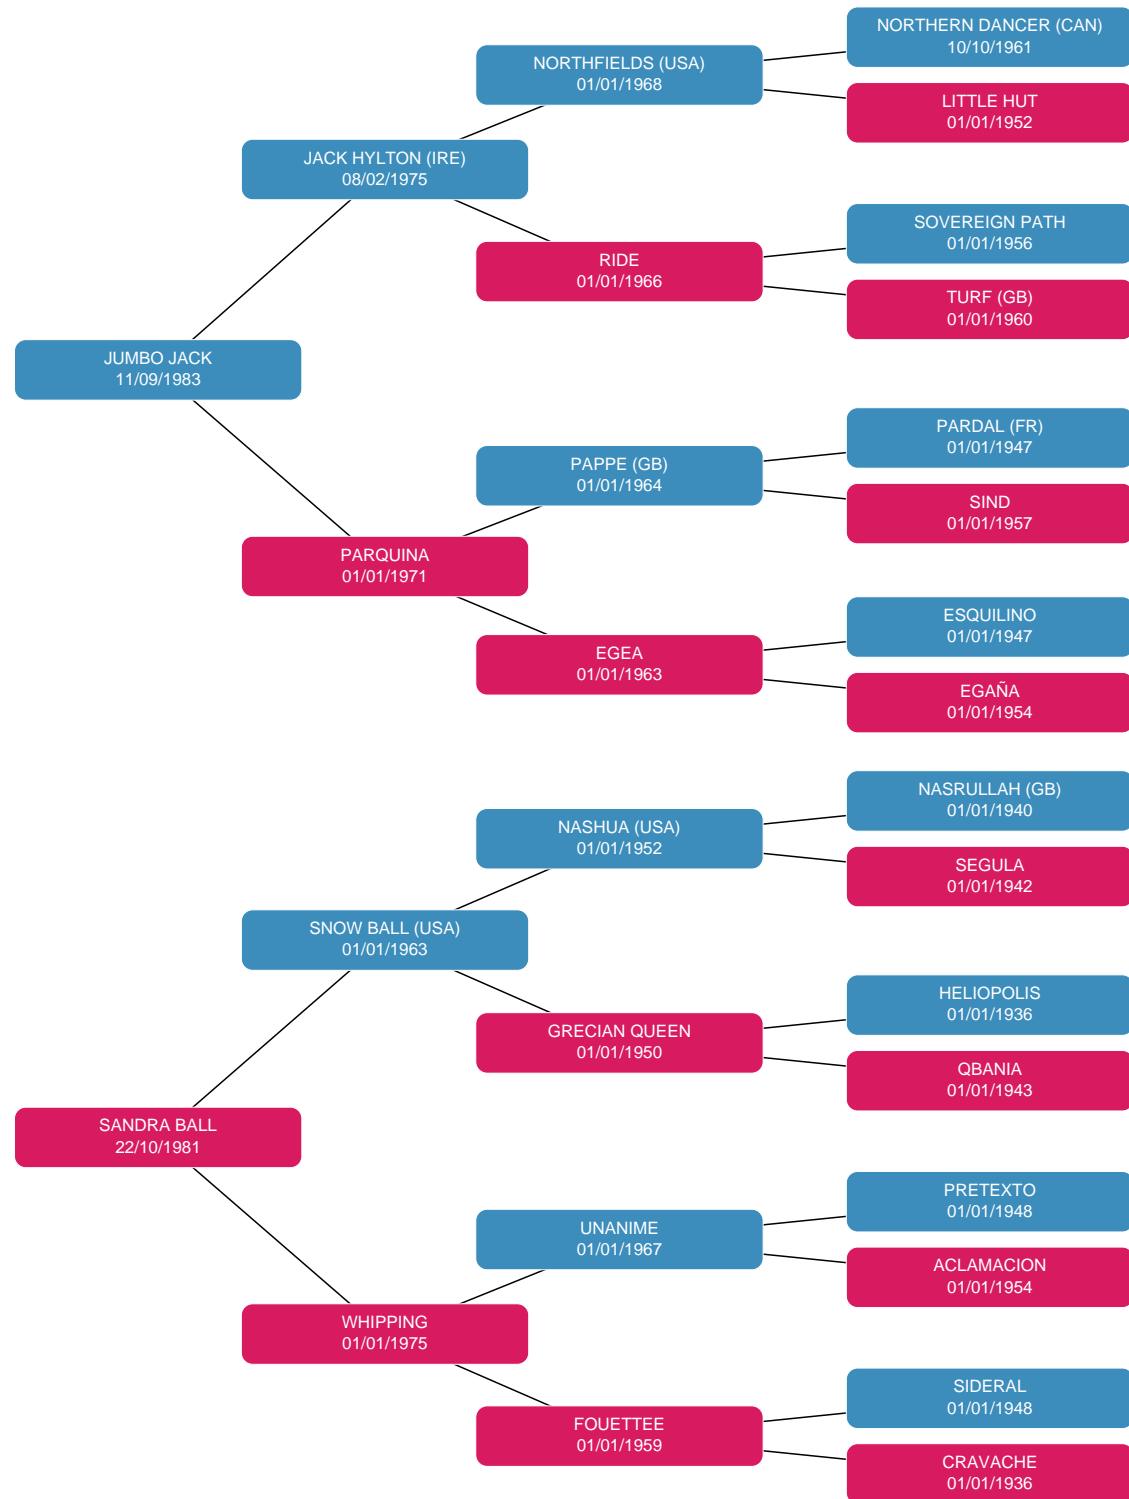 NORTHERN DANCER (CAN)
10/10/1961
NORTHFIELDS (USA)
01/01/1968
LITTLE HUT
01/01/1952
JACK HYLTON (IRE)
08/02/1975
SOVEREIGN PATH
01/01/1956
RIDE
01/01/1966
TURF (GB)
01/01/1960
JUMBO JACK
11/09/1983
PARDAL (FR)
01/01/1947
PAPPE (GB)
01/01/1964
SIND
01/01/1957
PARQUINA
01/01/1971
ESQUILINO
01/01/1947
EGEA
01/01/1963
EGAÑA
01/01/1954
NASRULLAH (GB)
01/01/1940
NASHUA (USA)
01/01/1952
SEGULA
01/01/1942
SNOW BALL (USA)
01/01/1963
HELIOPOLIS
01/01/1936
GRECIAN QUEEN
01/01/1950
QBANIA
01/01/1943
SANDRA BALL
22/10/1981
PRETEXTO
01/01/1948
UNANIME
01/01/1967
ACLAMACION
01/01/1954
WHIPPING
01/01/1975
SIDERAL
01/01/1948
FOUETTEE
01/01/1959
CRAVACHE
01/01/1936